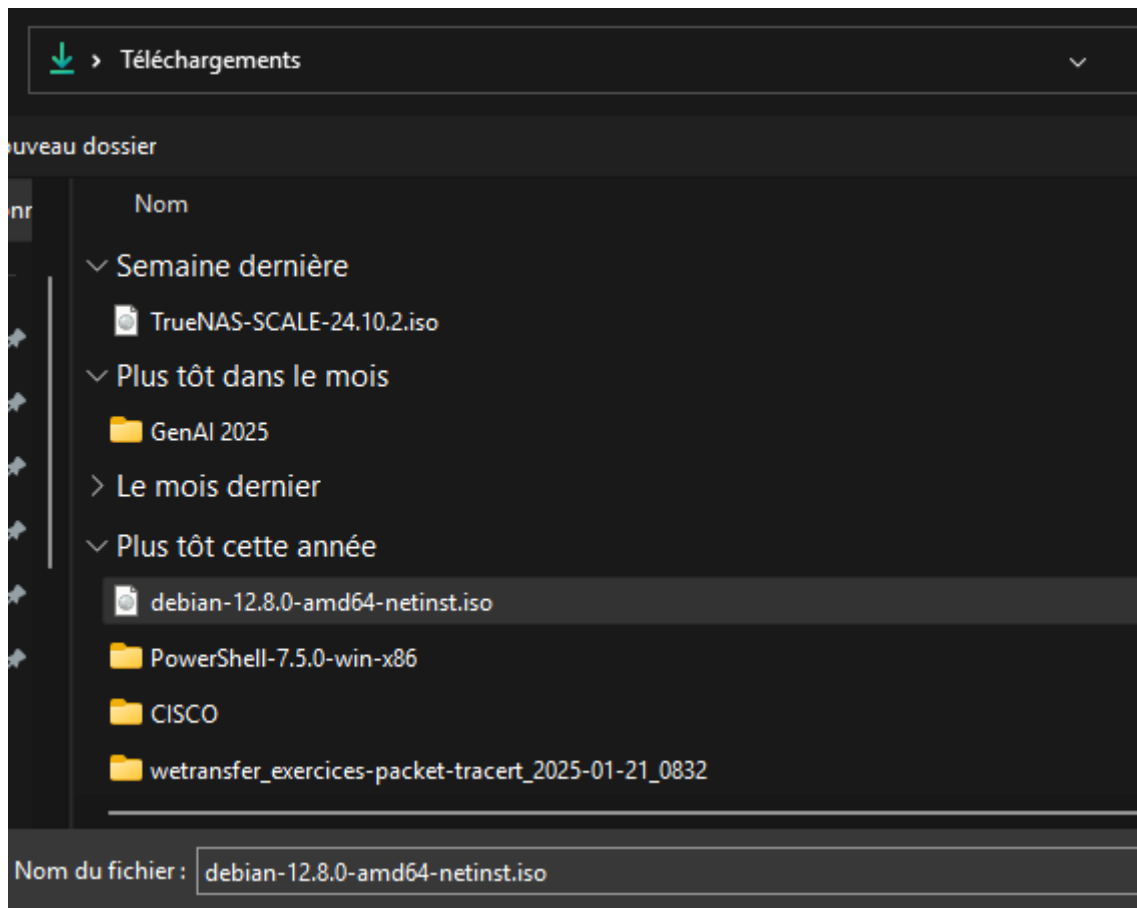 Téléchargements
ouveau dossier
Nom
Semaine dernière
TrueNAS-SCALE-24.10.2.iso
Plus tôt dans le mois
GenAI 2025
Le mois dernier
Plus tôt cette année
debian-12.8.0-amd64-netinst.iso
PowerShell-7.5.0-win-x86
CISCO
wetransfer_exercices-packet-tracert_2025-01-21_0832
Nom du fichier : debian-12.8.0-amd64-netinst.iso